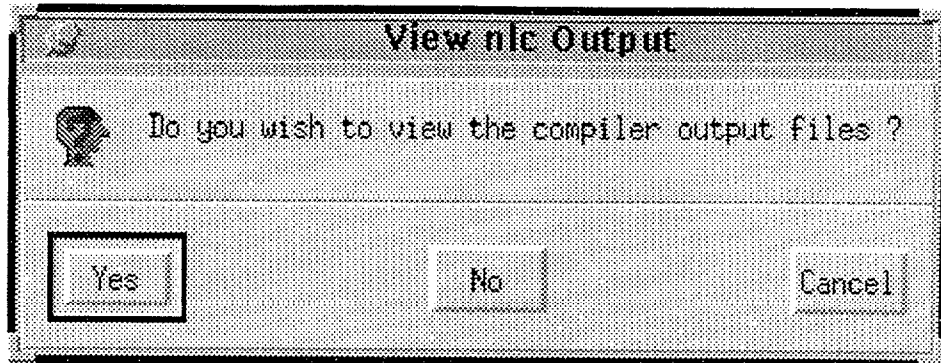 View nlc Output
Do you wish to view the compiler output files ?
Yes
No
Cancel